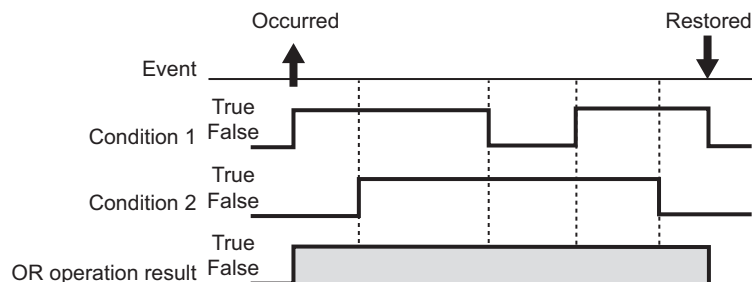 Occurred
Restored
Event
True
False
Condition 1
True
False
Condition 2
True
False
OR operation result